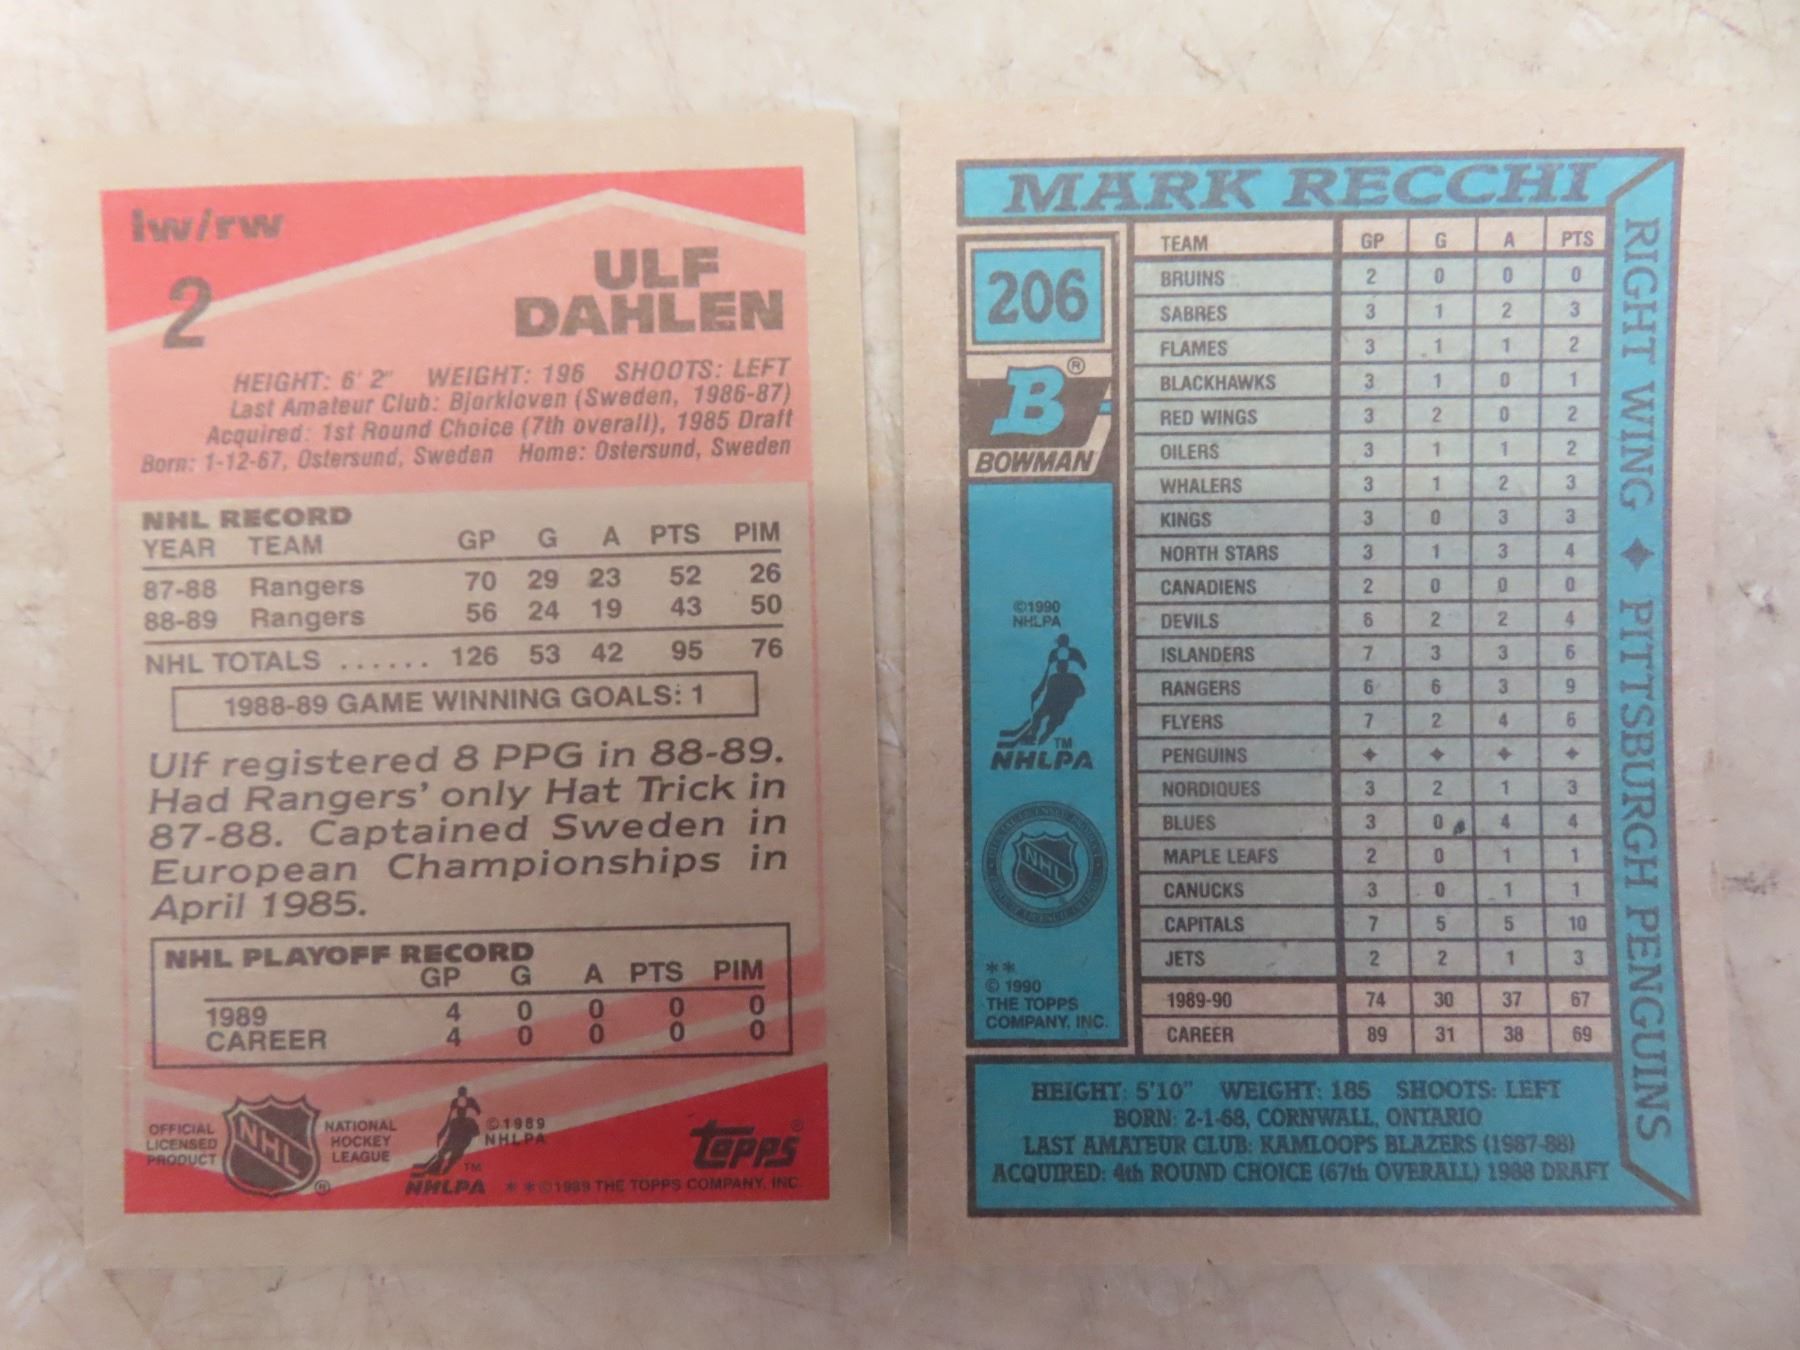 lw/rw
2
ULF
DAHLEN
HEIGHT: 6' 2" WEIGHT: 196 SHOOTS: LEFT
Last Amateur Club: Bjorkloven (Sweden, 1986-87)
Acquired: 1st Round Choice (7th overall), 1985 Draft
Born: 1-12-67, Ostersund, Sweden Home: Ostersund, Sweden
NHL RECORD
YEAR TEAM GP G A PTS PIM
87-88 Rangers 70 29 23 52 26
88-89 Rangers 56 24 19 43 50
NHL TOTALS ...... 126 53 42 95 76
1988-89 GAME WINNING GOALS: 1
Ulf registered 8 PPG in 88-89.
Had Rangers' only Hat Trick in
87-88. Captained Sweden in
European Championships in
April 1985.
NHL PLAYOFF RECORD
GP G A PTS PIM
1989 4 0 0 0 0
CAREER 4 0 0 0 0
OFFICIAL
LICENSED
PRODUCT
NHL
®
NATIONAL
HOCKEY
LEAGUE
TM
NHLPA
©1989
NHLPA
topps®
**©1989 THE TOPPS COMPANY, INC.
MARK RECCHI
206
B®
BOWMAN
©1990
NHLPA
TM
NHLPA
NHL
**
© 1990
THE TOPPS
COMPANY, INC.
TEAM GP G A PTS
BRUINS 2 0 0 0
SABRES 3 1 2 3
FLAMES 3 1 1 2
BLACKHAWKS 3 1 0 1
RED WINGS 3 2 0 2
OILERS 3 1 1 2
WHALERS 3 1 2 3
KINGS 3 0 3 3
NORTH STARS 3 1 3 4
CANADIENS 2 0 0 0
DEVILS 6 2 2 4
ISLANDERS 7 3 3 6
RANGERS 6 6 3 9
FLYERS 7 2 4 6
PENGUINS ✦ ✦ ✦ ✦
NORDIQUES 3 2 1 3
BLUES 3 0 4 4
MAPLE LEAFS 2 0 1 1
CANUCKS 3 0 1 1
CAPITALS 7 5 5 10
JETS 2 2 1 3
1989-90 74 30 37 67
CAREER 89 31 38 69
RIGHT WING ✦ PITTSBURGH PENGUINS
HEIGHT: 5'10" WEIGHT: 185 SHOOTS: LEFT
BORN: 2-1-68, CORNWALL, ONTARIO
LAST AMATEUR CLUB: KAMLOOPS BLAZERS (1987-88)
ACQUIRED: 4th ROUND CHOICE (67th OVERALL) 1988 DRAFT